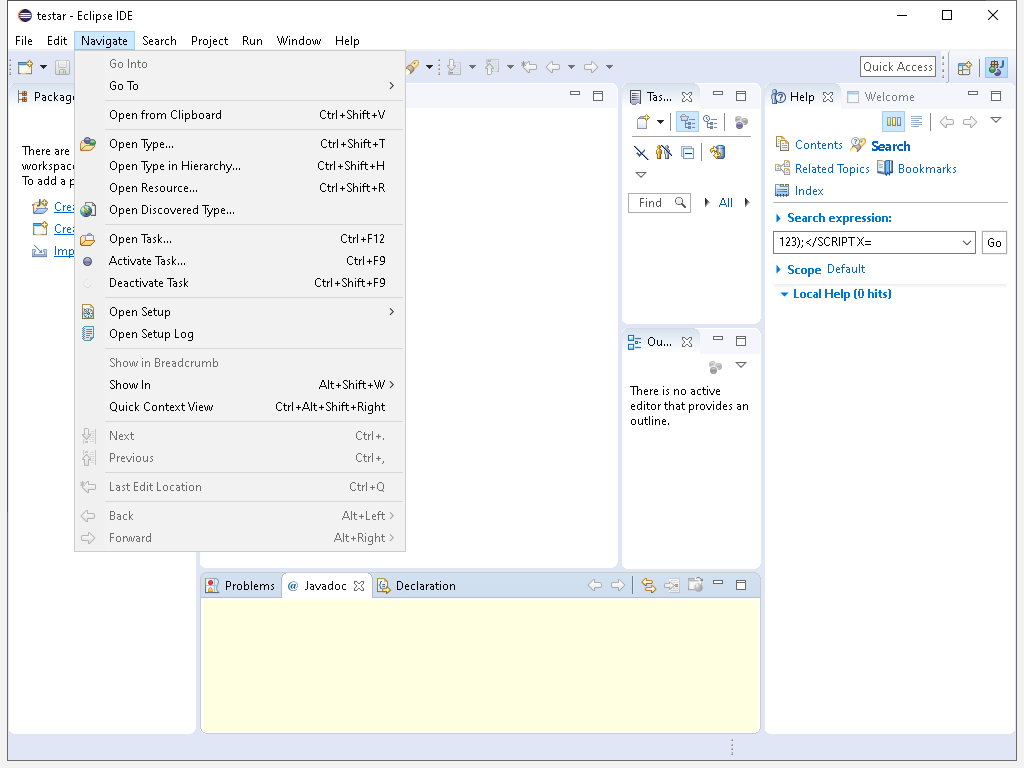 testar - Eclipse IDE
File Edit Navigate Search Project Run Window Help
Quick Access
Go Into
Go To
Open from Clipboard Ctrl+Shift+V
Open Type... Ctrl+Shift+T
Open Type in Hierarchy... Ctrl+Shift+H
Open Resource... Ctrl+Shift+R
Open Discovered Type...
Open Task... Ctrl+F12
Activate Task... Ctrl+F9
Deactivate Task Ctrl+Shift+F9
Open Setup
Open Setup Log
Show in Breadcrumb
Show In Alt+Shift+W
Quick Context View Ctrl+Alt+Shift+Right
Next Ctrl+.
Previous Ctrl+,
Last Edit Location Ctrl+Q
Back Alt+Left
Forward Alt+Right
Package
There are
workspac
To add a p
Crea
Crea
Imp
Tas...
Find All
Ou...
There is no active
editor that provides an
outline.
Help Welcome
Contents Search
Related Topics Bookmarks
Index
Search expression:
123);</SCRIPT X= Go
Scope Default
Local Help (0 hits)
Problems @ Javadoc Declaration